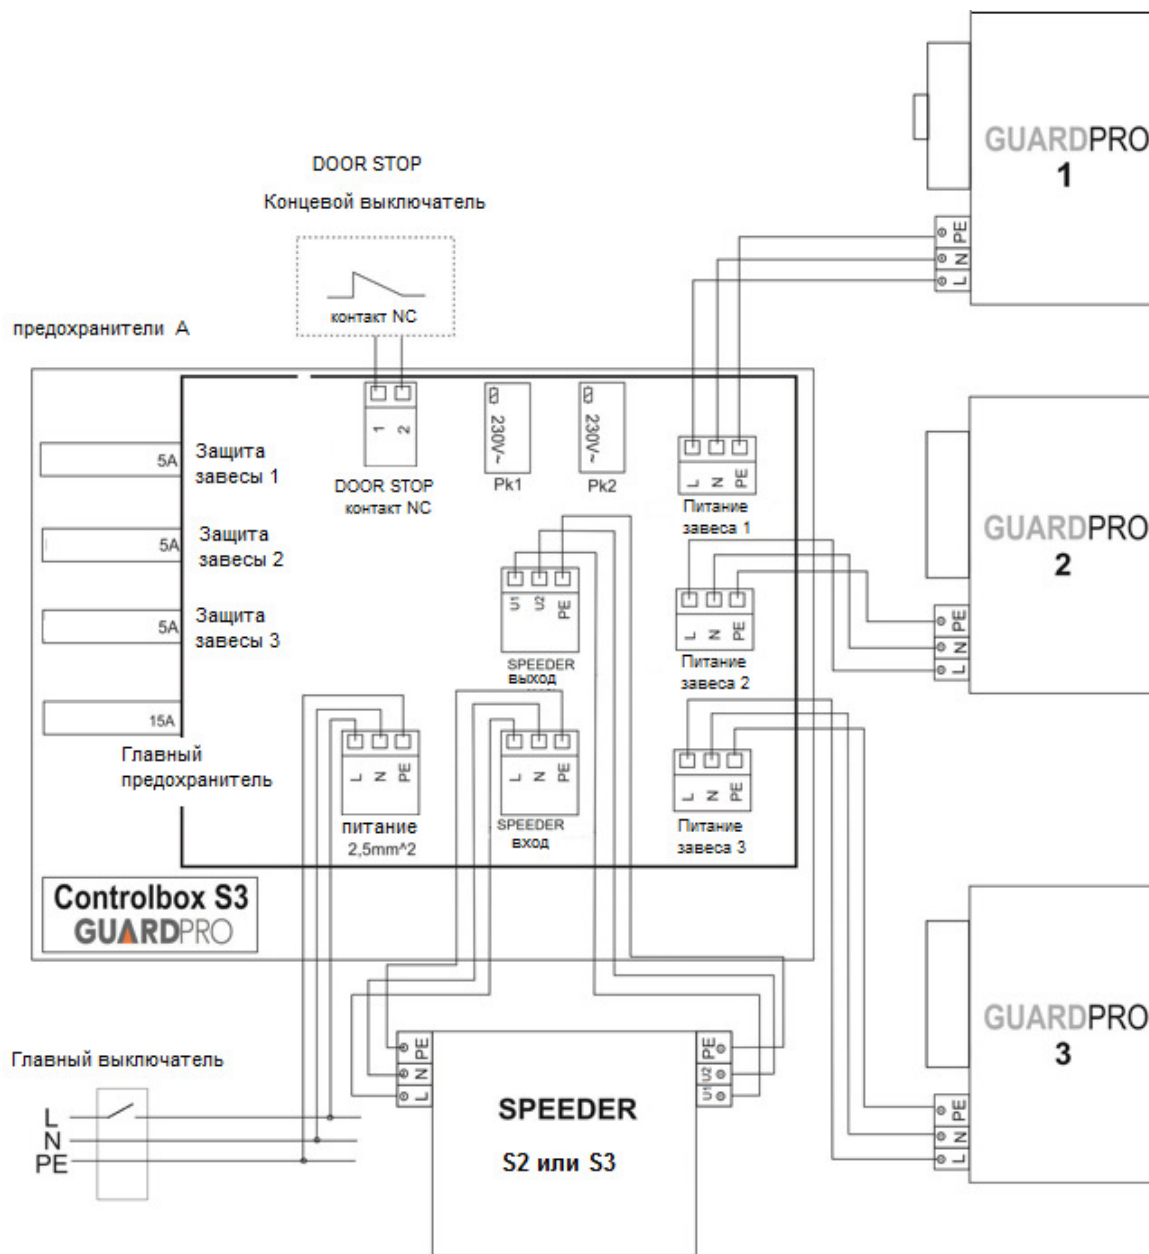 GUARDPRO
1
PE
N
L
DOOR STOP
Концевой выключатель
контакт NC
предохранители А
5A
Защита
завесы 1
5A
Защита
завесы 2
5A
Защита
завесы 3
15A
Главный
предохранитель
1
2
DOOR STOP
контакт NC
230V~
Pk1
230V~
Pk2
L
N
PE
Питание
завеса 1
U1
U2
PE
SPEEDER
выход
L
N
PE
Питание
завеса 2
GUARDPRO
2
PE
N
L
L
N
PE
питание
2,5mm^2
L
N
PE
SPEEDER
вход
L
N
PE
Питание
завеса 3
Controlbox S3
GUARDPRO
GUARDPRO
3
PE
N
L
Главный выключатель
L
N
PE
PE
N
L
SPEEDER
S2 или S3
PE
U2
U1